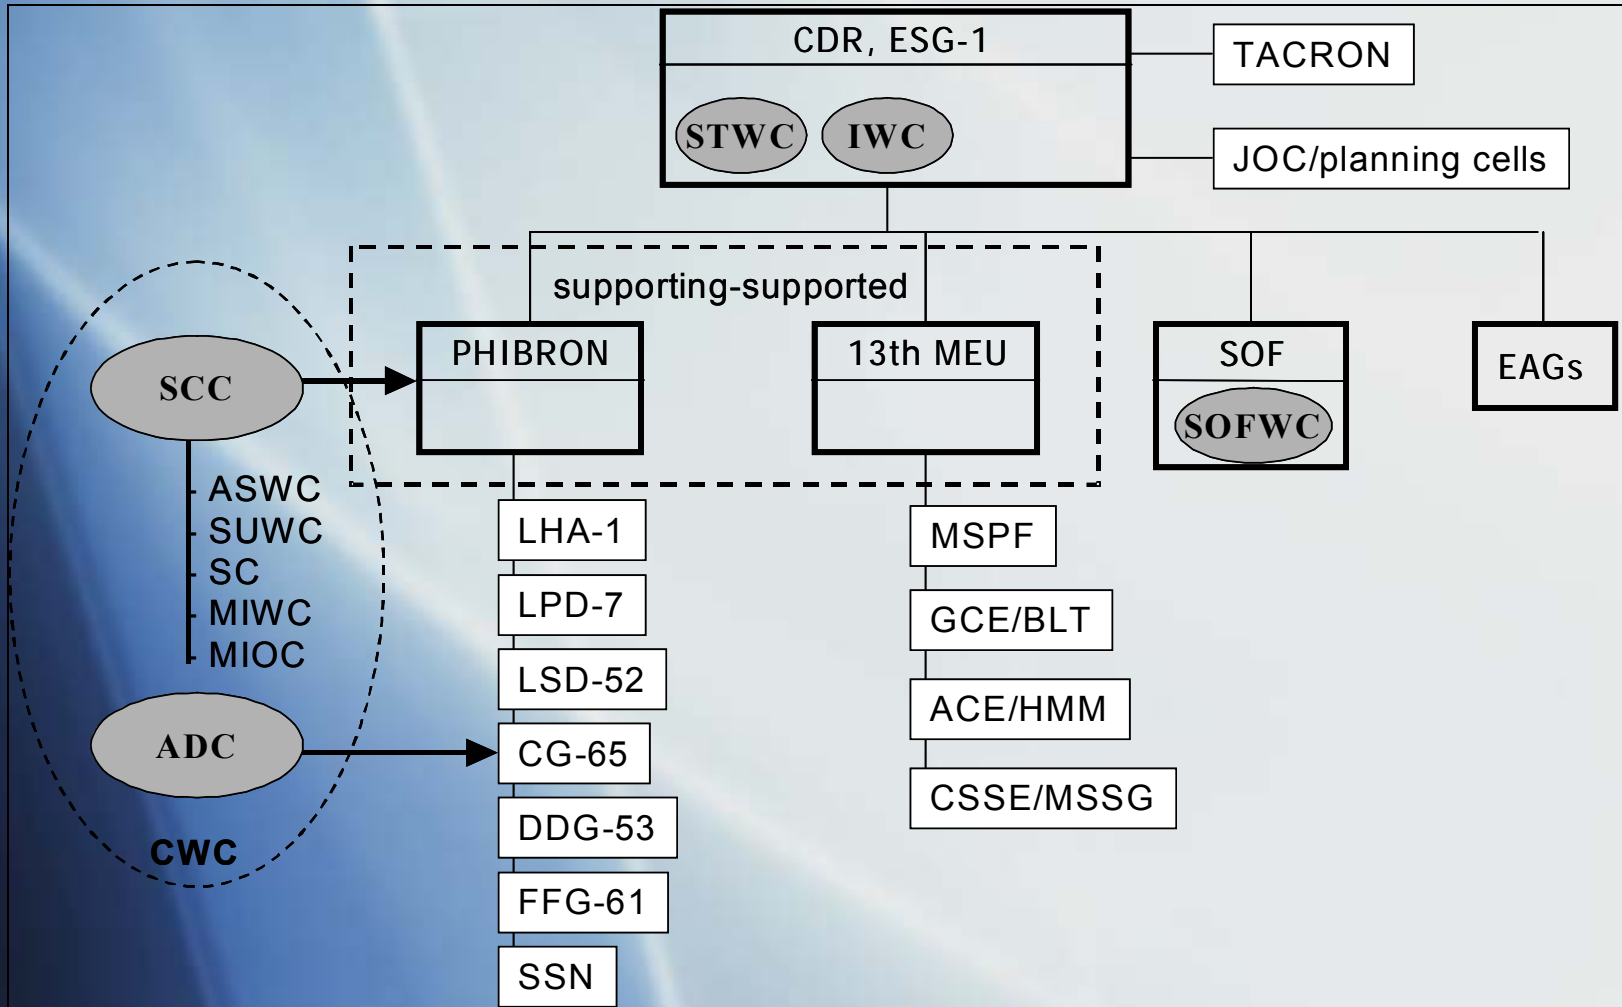 CDR, ESG-1
STWC
IWC
TACRON
JOC/planning cells
supporting-supported
PHIBRON
13th MEU
SOF
SOFWC
EAGs
SCC
ASWC
SUWC
SC
MIWC
MIOC
ADC
CWC
LHA-1
LPD-7
LSD-52
CG-65
DDG-53
FFG-61
SSN
MSPF
GCE/BLT
ACE/HMM
CSSE/MSSG